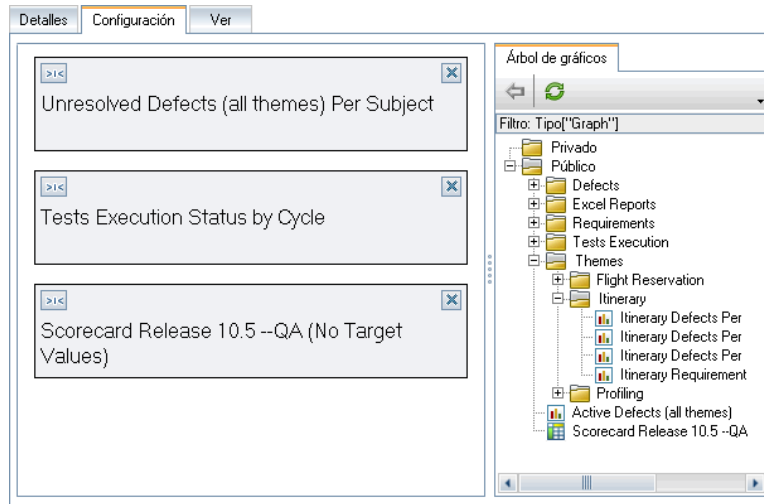 Detalles
Configuración
Ver
Unresolved Defects (all themes) Per Subject
Tests Execution Status by Cycle
Scorecard Release 10.5 --QA (No Target
Values)
Árbol de gráficos
Filtro: Tipo["Graph"]
Privado
Público
Defects
Excel Reports
Requirements
Tests Execution
Themes
Flight Reservation
Itinerary
Itinerary Defects Per
Itinerary Defects Per
Itinerary Defects Per
Itinerary Requirement
Profiling
Active Defects (all themes)
Scorecard Release 10.5 --QA